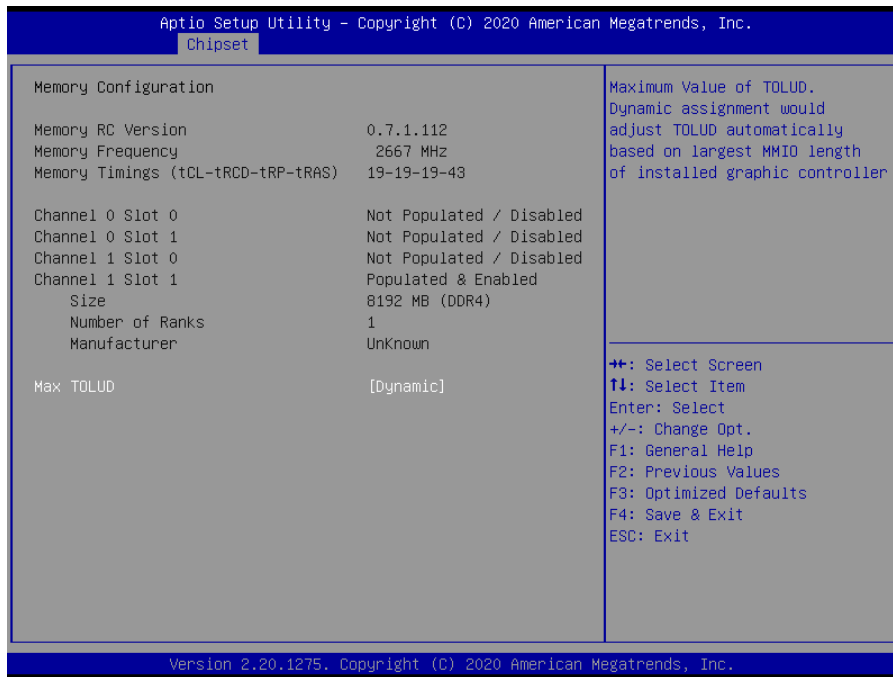 Aptio Setup Utility – Copyright (C) 2020 American Megatrends, Inc.
Chipset
Memory Configuration
Memory RC Version 0.7.1.112
Memory Frequency 2667 MHz
Memory Timings (tCL-tRCD-tRP-tRAS) 19-19-19-43
Channel 0 Slot 0 Not Populated / Disabled
Channel 0 Slot 1 Not Populated / Disabled
Channel 1 Slot 0 Not Populated / Disabled
Channel 1 Slot 1 Populated & Enabled
Size 8192 MB (DDR4)
Number of Ranks 1
Manufacturer UnKnown
Max TOLUD [Dynamic]
Maximum Value of TOLUD.
Dynamic assignment would
adjust TOLUD automatically
based on largest MMIO length
of installed graphic controller
→←: Select Screen
↑↓: Select Item
Enter: Select
+/-: Change Opt.
F1: General Help
F2: Previous Values
F3: Optimized Defaults
F4: Save & Exit
ESC: Exit
Version 2.20.1275. Copyright (C) 2020 American Megatrends, Inc.